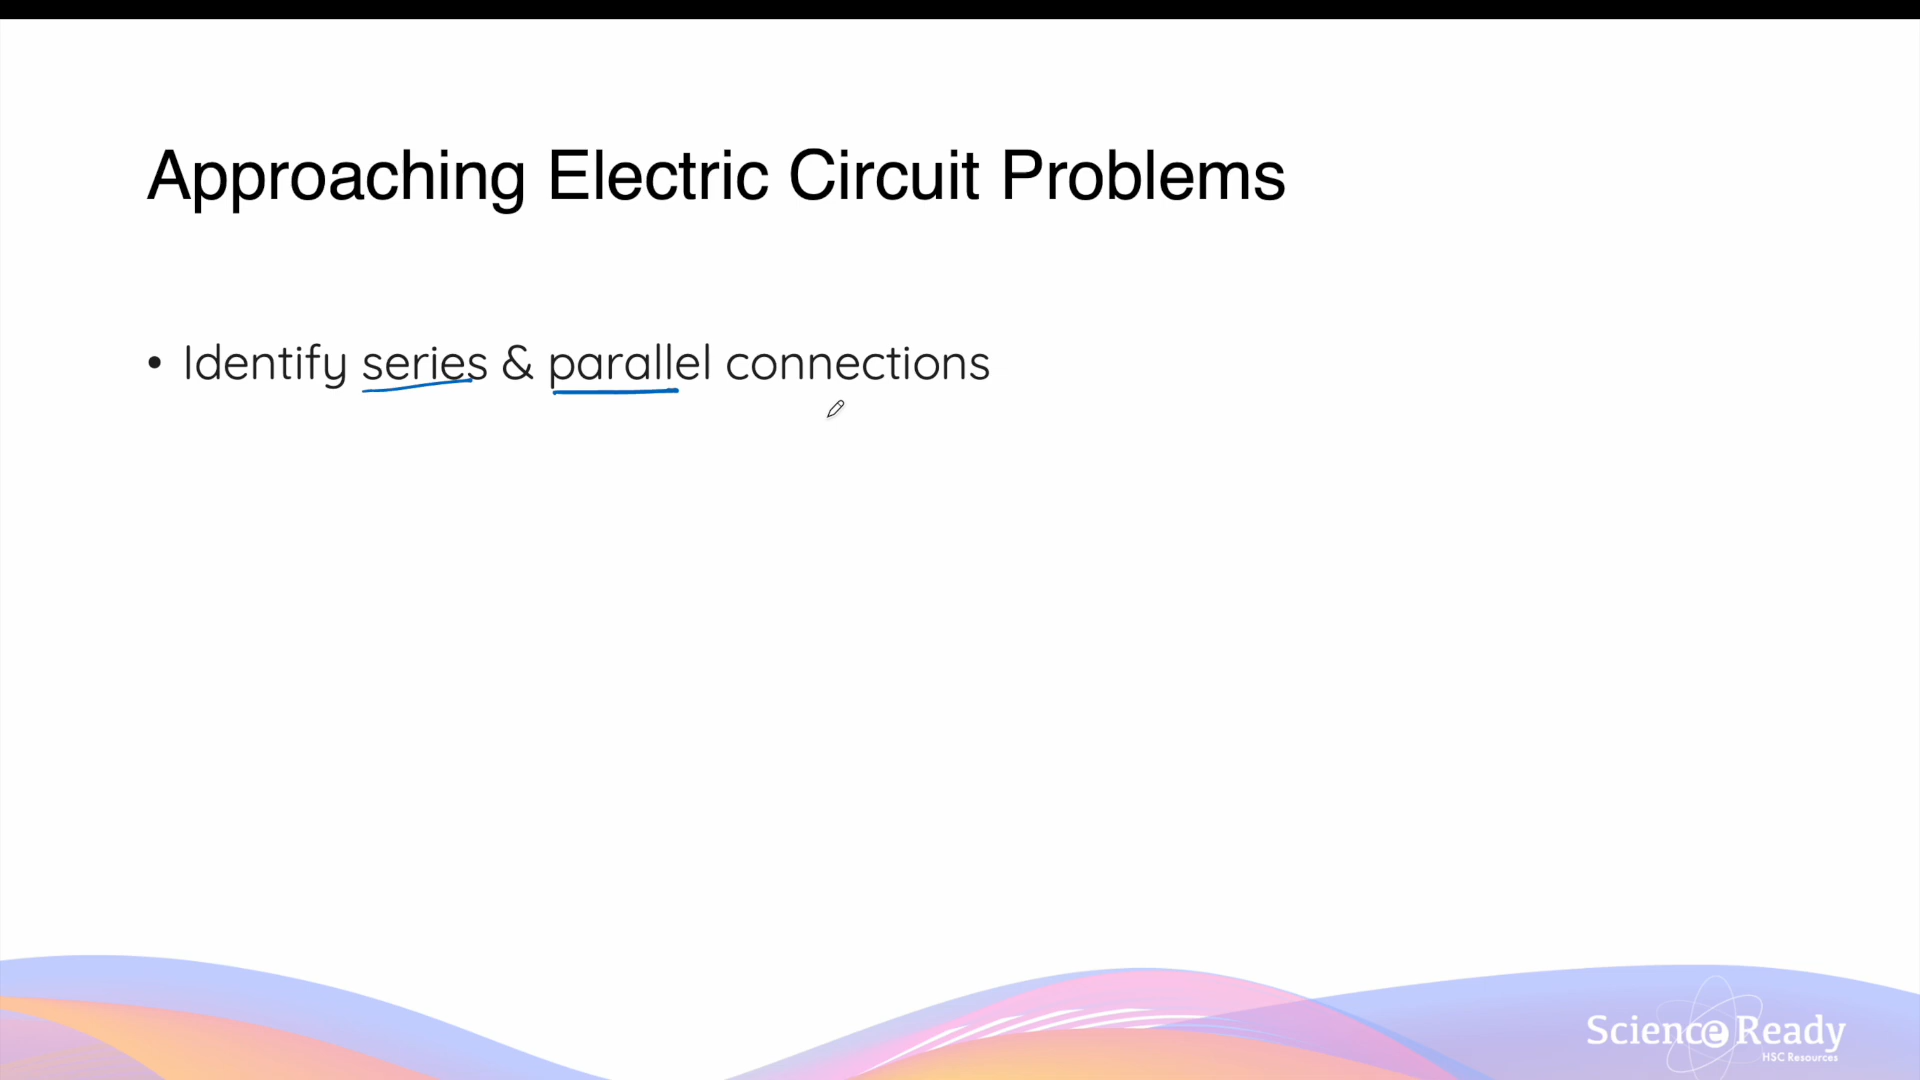 Approaching Electric Circuit Problems
• Identify series & parallel connections
Science Ready
HSC Resources